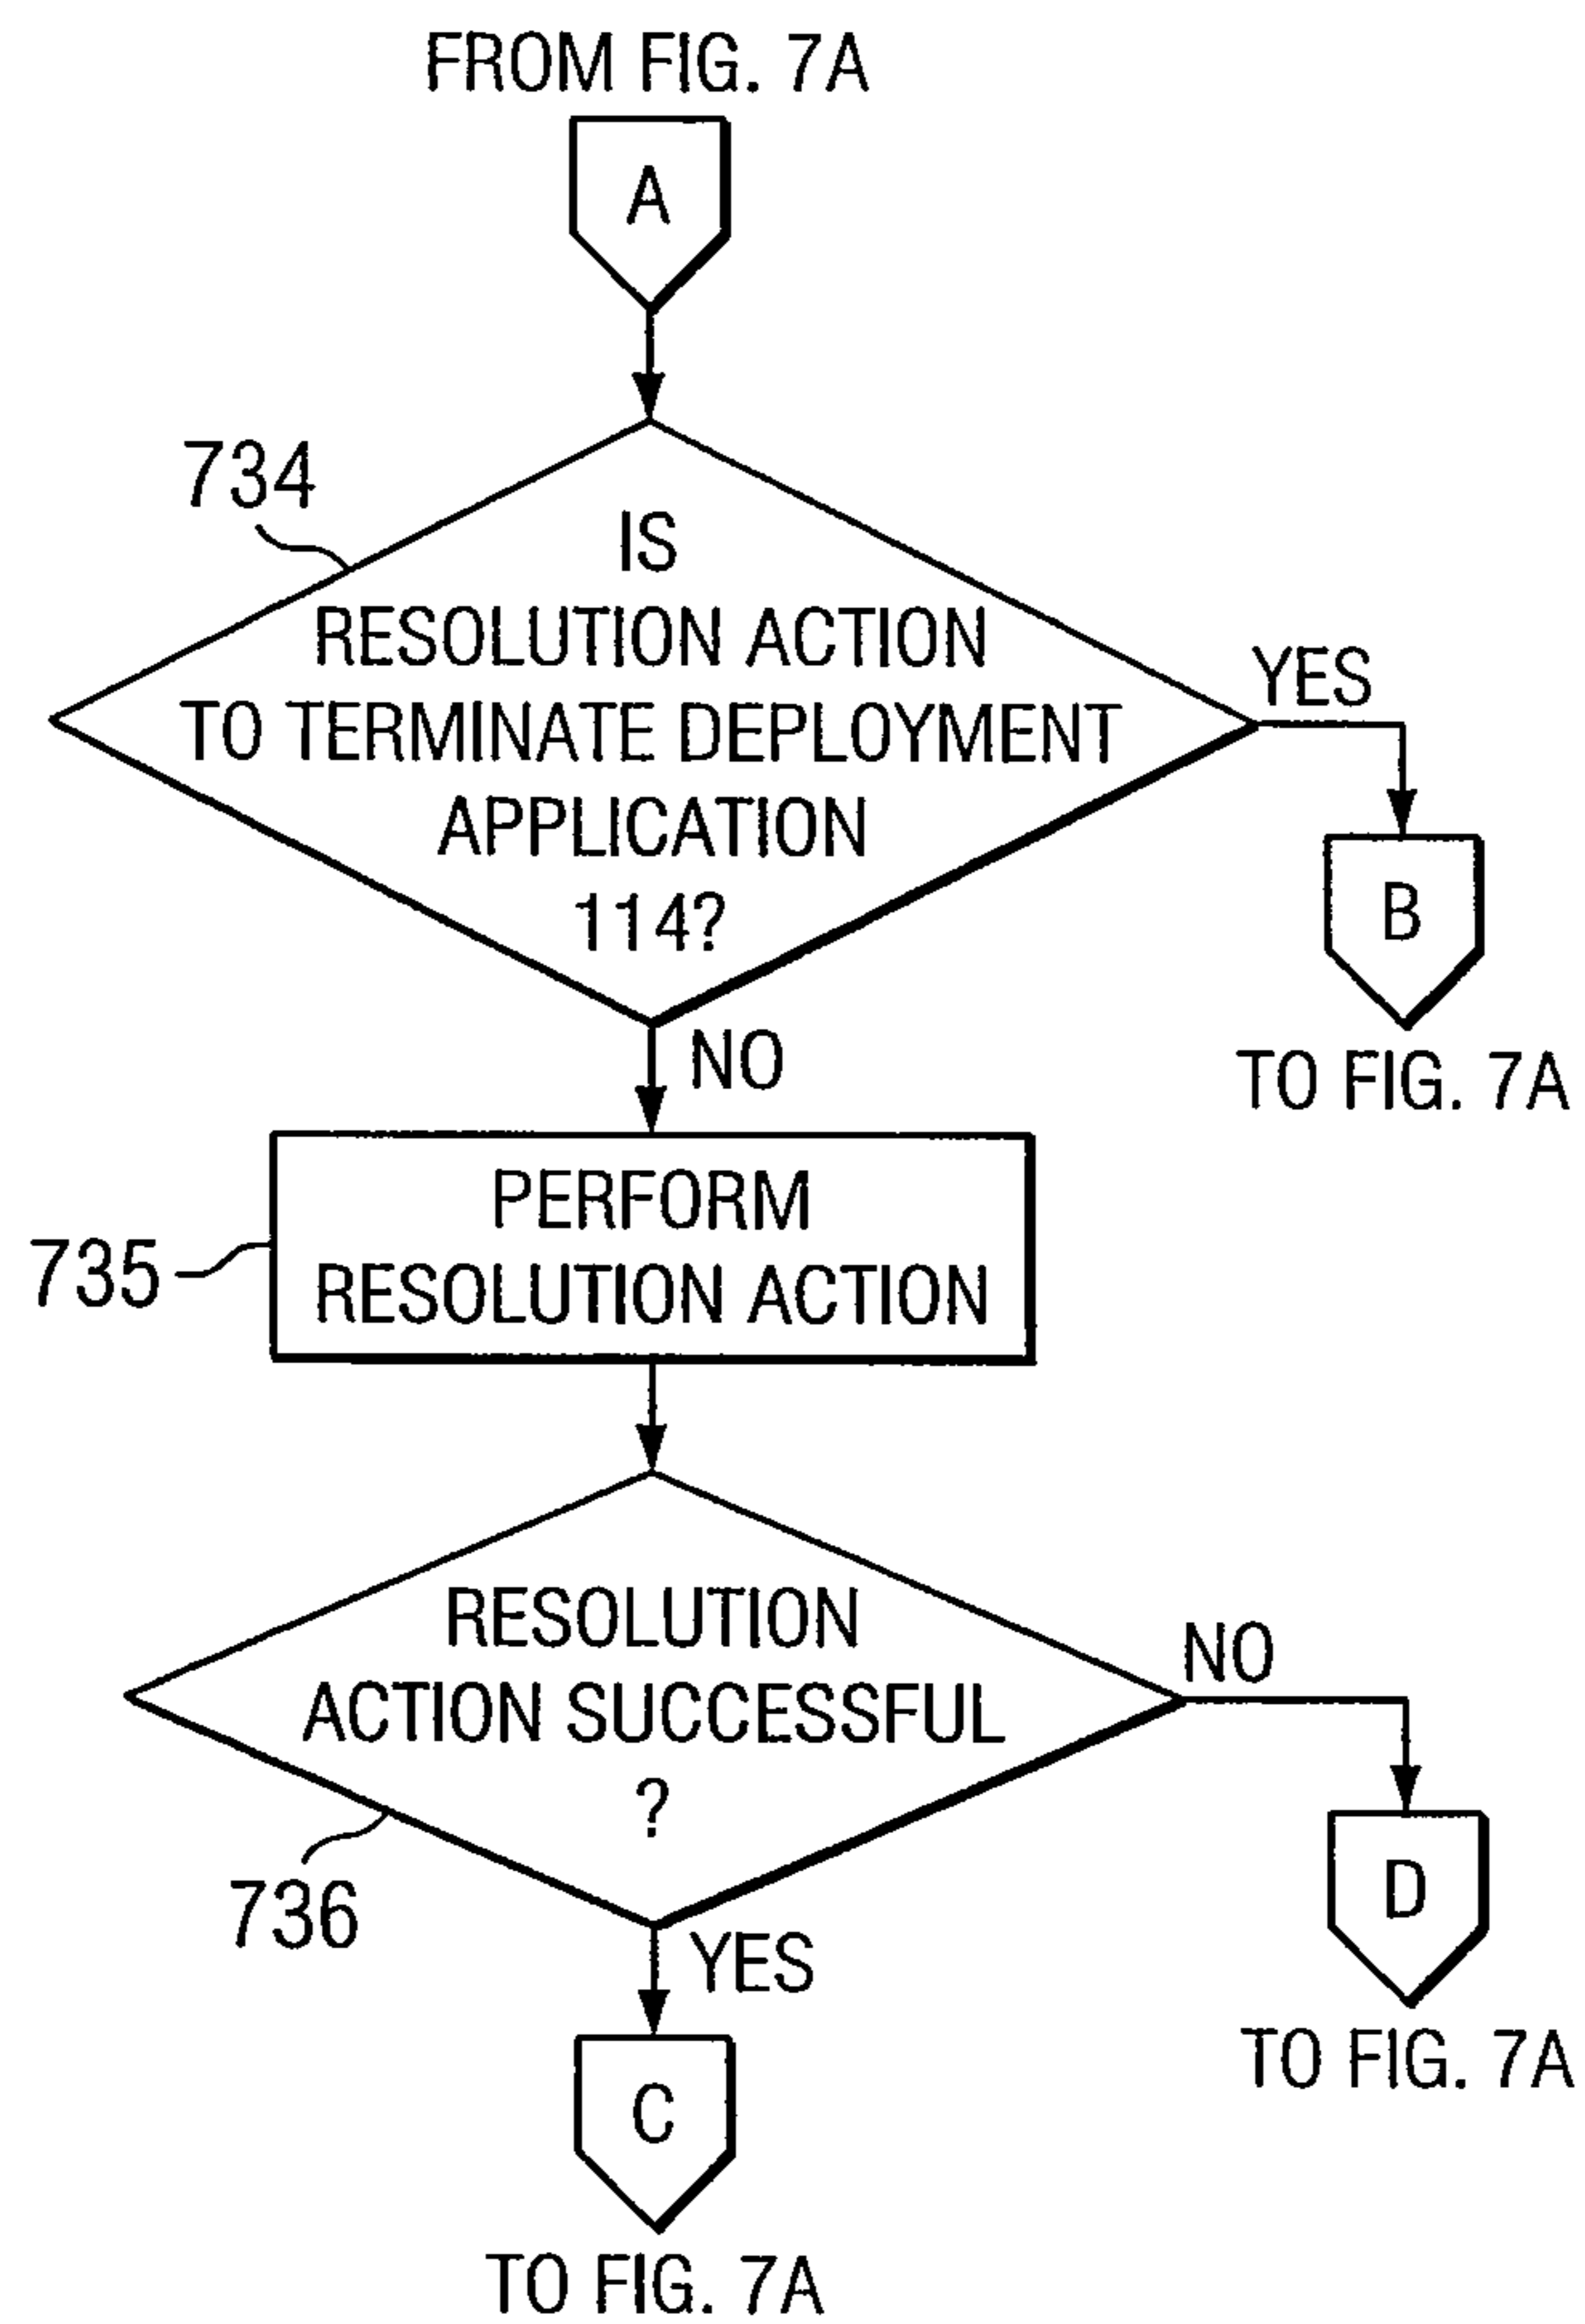 FROM FIG. 7A
A
734
IS
RESOLUTION ACTION
TO TERMINATE DEPLOYMENT
APPLICATION
114?
YES
B
TO FIG. 7A
NO
735
PERFORM
RESOLUTION ACTION
RESOLUTION
ACTION SUCCESSFUL
?
736
NO
D
TO FIG. 7A
YES
C
TO FIG. 7A